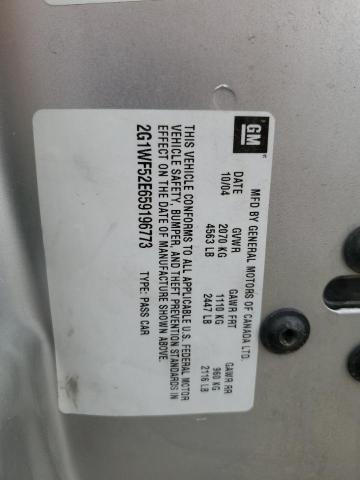 GM
MFD BY GENERAL MOTORS OF CANADA LTD.
DATE GVWR GAWR FRT GAWR RR
10/04 2070 KG 1110 KG 960 KG
4563 LB 2447 LB 2116 LB
THIS VEHICLE CONFORMS TO ALL APPLICABLE U.S. FEDERAL MOTOR
VEHICLE SAFETY, BUMPER, AND THEFT PREVENTION STANDARDS IN
EFFECT ON THE DATE OF MANUFACTURE SHOWN ABOVE.
2G1WF52E659196773 TYPE: PASS CAR